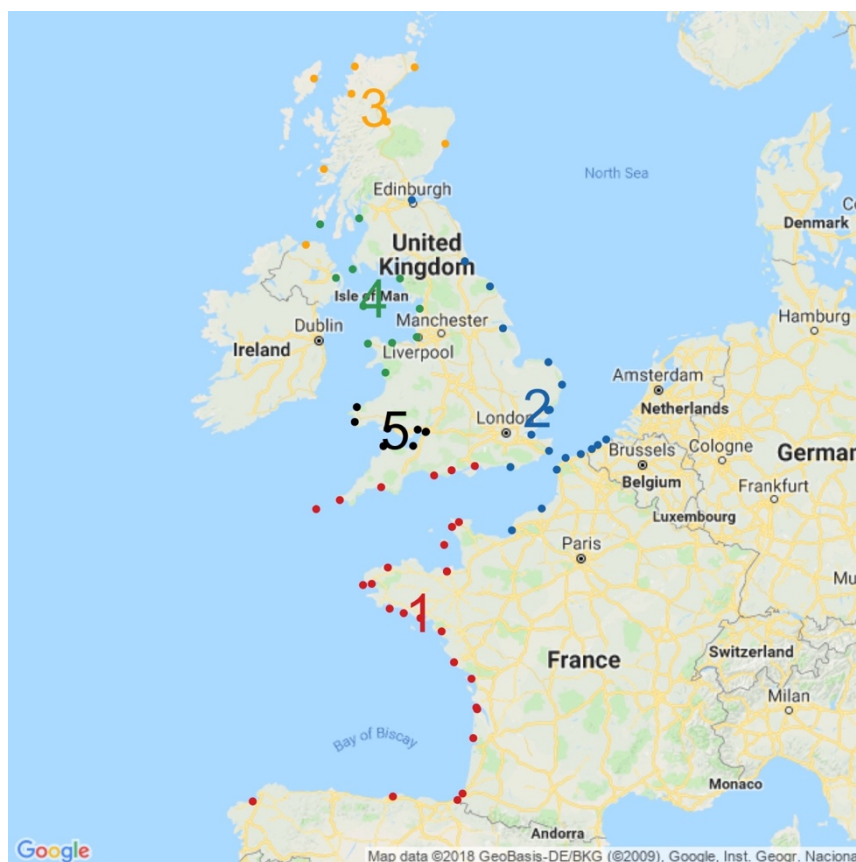 3
North Sea
Edinburgh
Denmark
United
Kingdom
Isle of Man
4
Hamburg
Dublin
Manchester
Ireland
Liverpool
Amsterdam
2
Netherlands
London
5
Brussels
Cologne
German
Belgium
Frankfurt
Luxembourg
Paris
Mu
1
Switzerland
France
Milan
Bay of Biscay
Monaco
Andorra
Google
Map data ©2018 GeoBasis-DE/BKG (©2009), Google, Inst. Geogr. Naciona